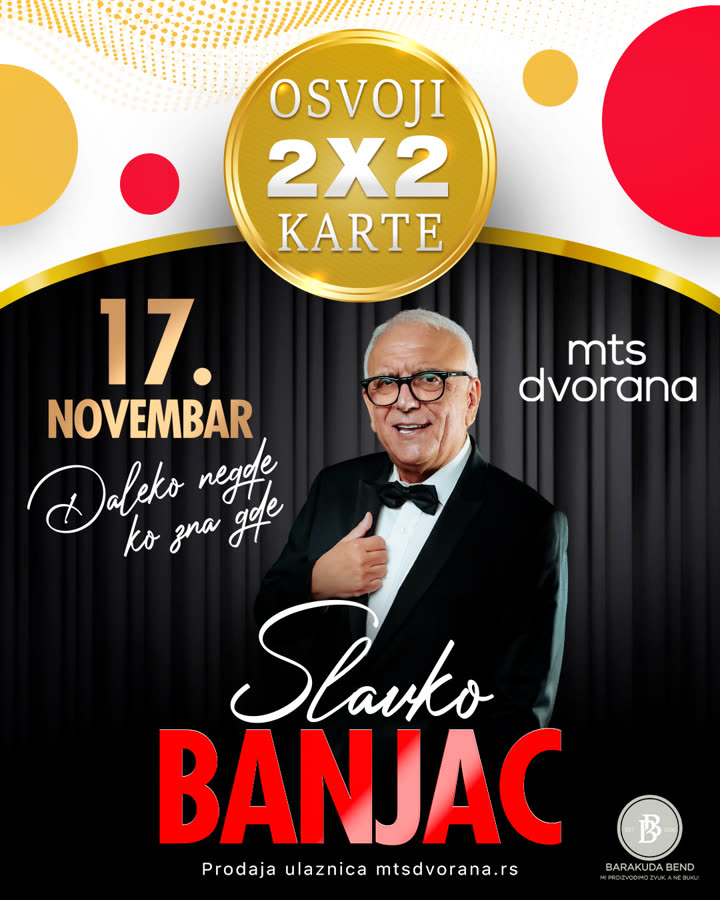 OSVOJI
2X2
KARTE
17.
NOVEMBAR
Daleko negde
ko zna gde
mts
dvorana
Slavko
BANJAC
Prodaja ulaznica mtsdvorana.rs
BARAKUDA BEND
MI PROIZVODIMO ZVUK, A NE BUKU!